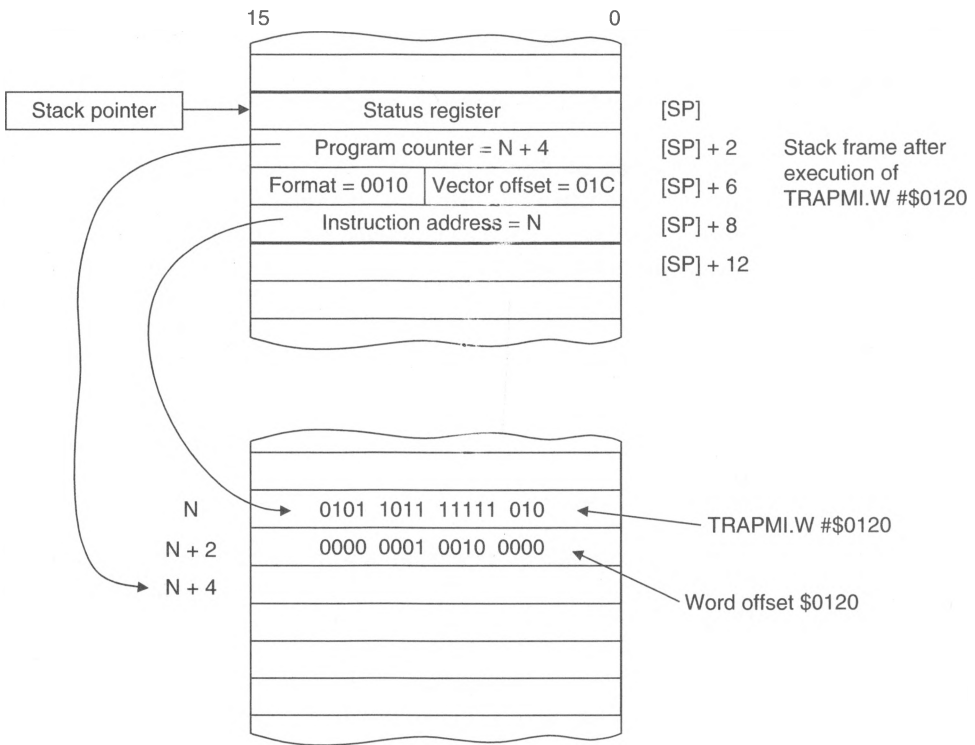 15 0
Stack pointer
Status register
[SP]
Program counter = N + 4
[SP] + 2
Stack frame after
execution of
TRAPMI.W #$0120
Format = 0010
Vector offset = 01C
[SP] + 6
Instruction address = N
[SP] + 8
[SP] + 12
N
0101 1011 11111 010
TRAPMI.W #$0120
N + 2
0000 0001 0010 0000
N + 4
Word offset $0120